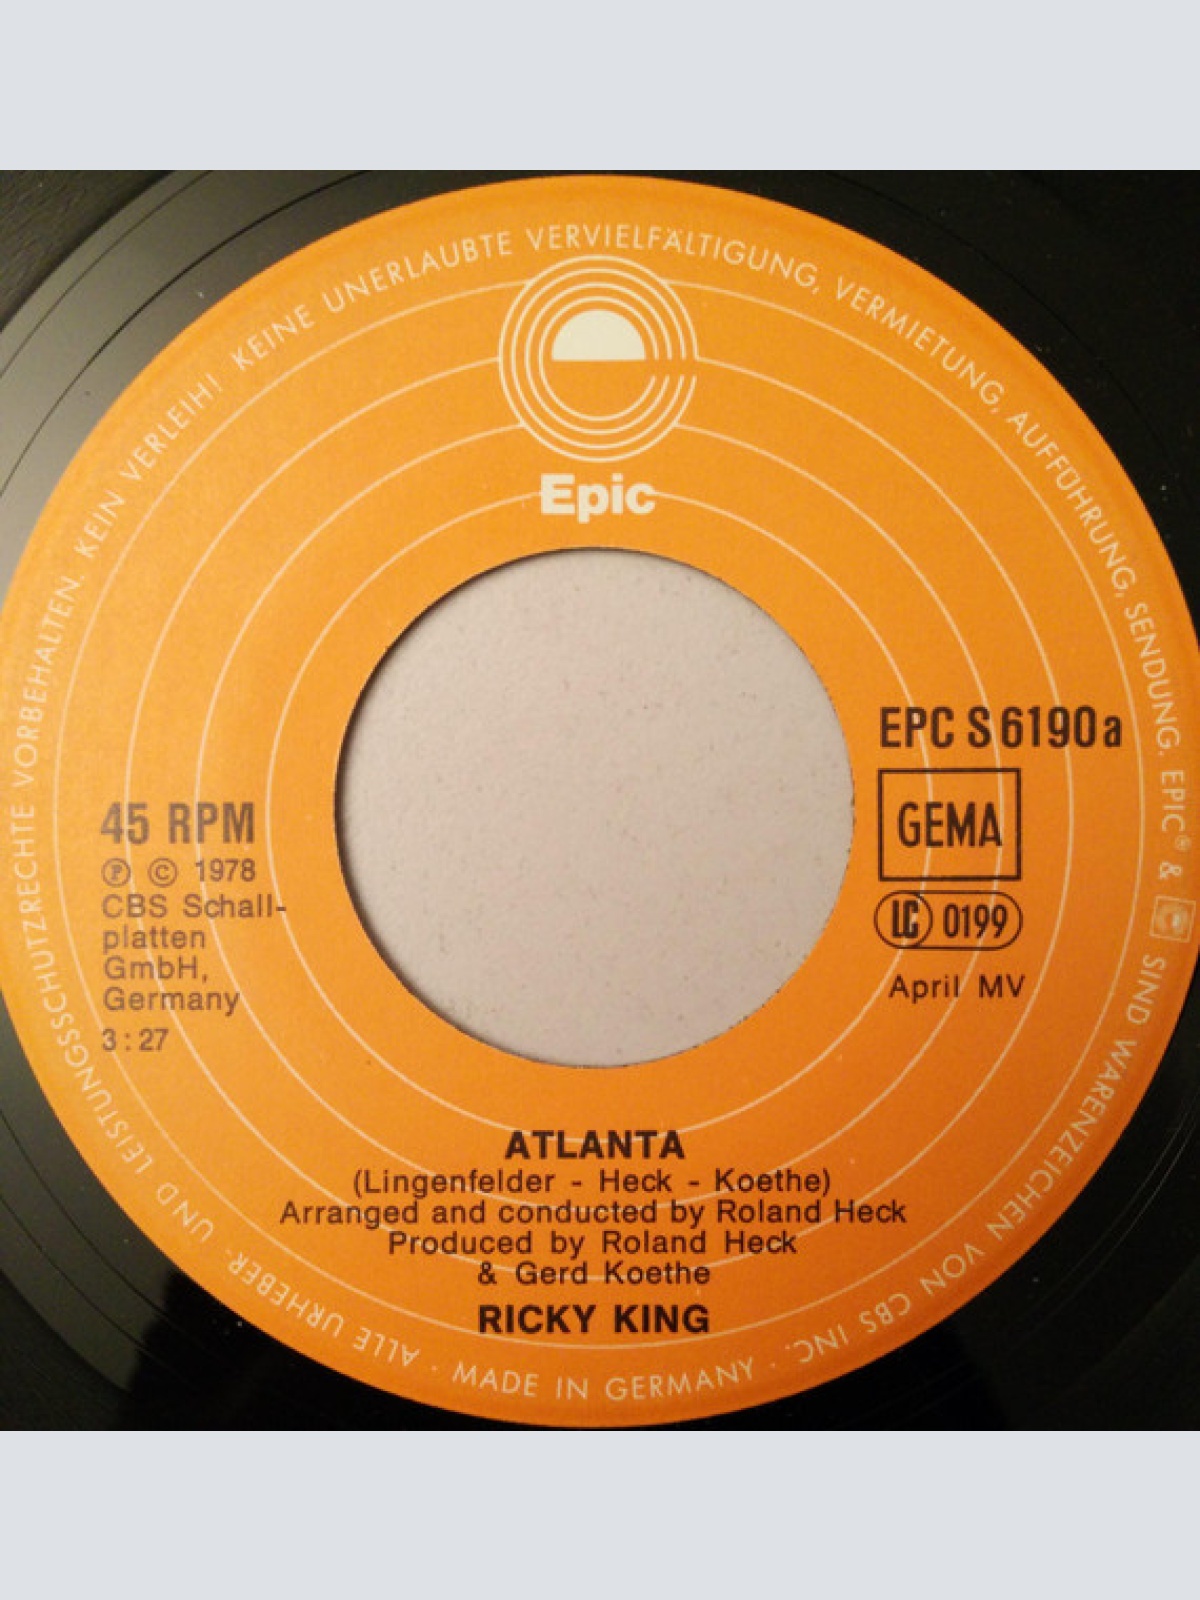 ALLE URHEBER- UND LEISTUNGSSCHUTZRECHTE VORBEHALTEN. KEIN VERLEIH! KEINE UNERLAUBTE VERVIELFÄLTIGUNG, VERMIETUNG, AUFFÜHRUNG, SENDUNG. EPIC® & SIND WARENZEICHEN VON CBS INC. · MADE IN GERMANY ·
Epic
EPC S 6190 a
GEMA
LC 0199
April MV
45 RPM
Ⓟ © 1978
CBS Schall-
platten
GmbH,
Germany
3:27
ATLANTA
(Lingenfelder - Heck - Koethe)
Arranged and conducted by Roland Heck
Produced by Roland Heck
& Gerd Koethe
RICKY KING